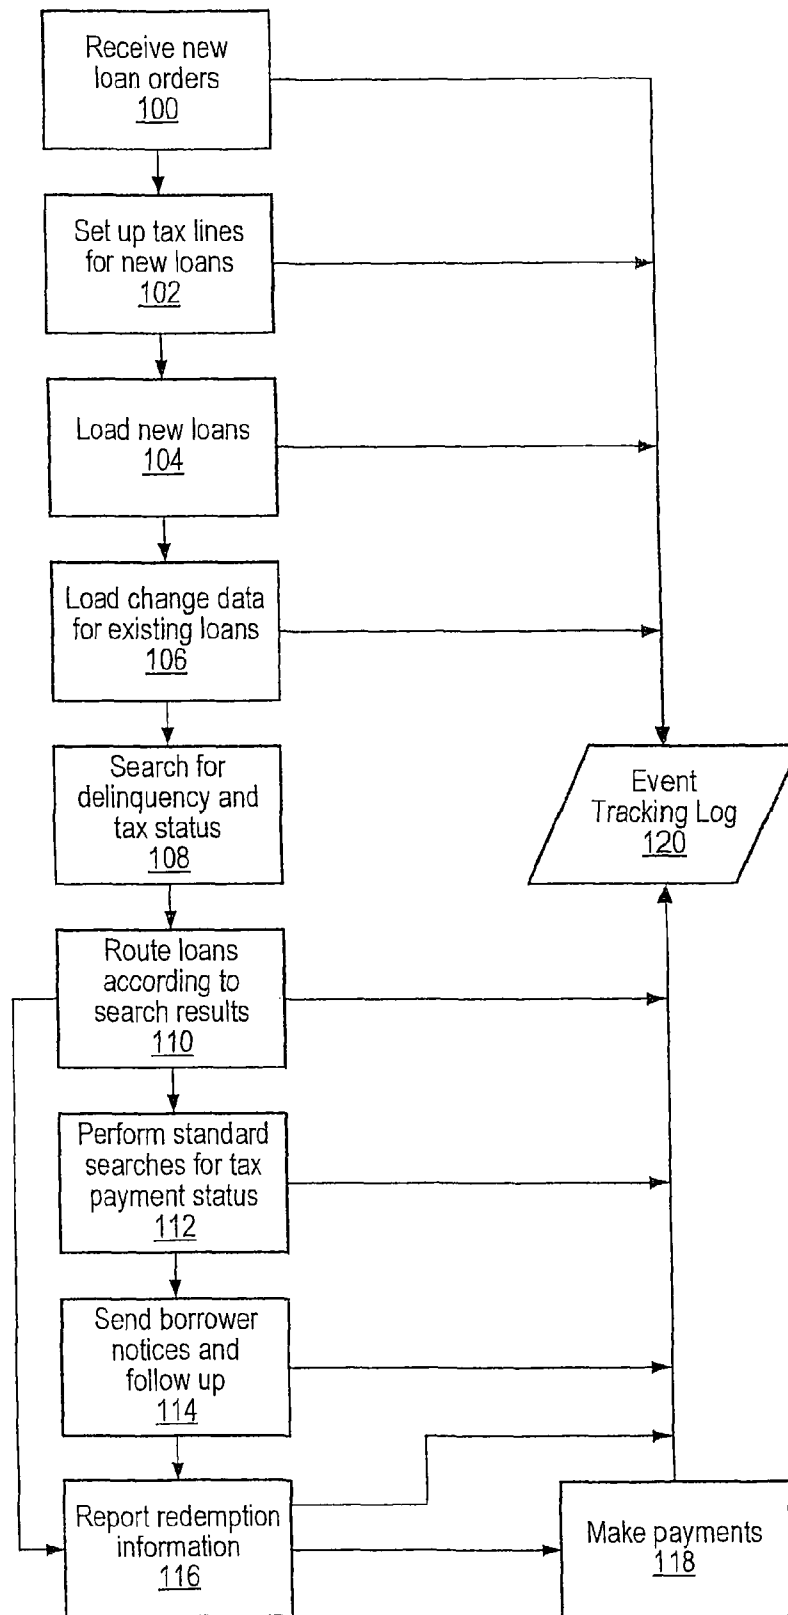 Receive new
loan orders
100
Set up tax lines
for new loans
102
Load new loans
104
Load change data
for existing loans
106
Search for
delinquency and
tax status
108
Event
Tracking Log
120
Route loans
according to
search results
110
Perform standard
searches for tax
payment status
112
Send borrower
notices and
follow up
114
Report redemption
information
116
Make payments
118